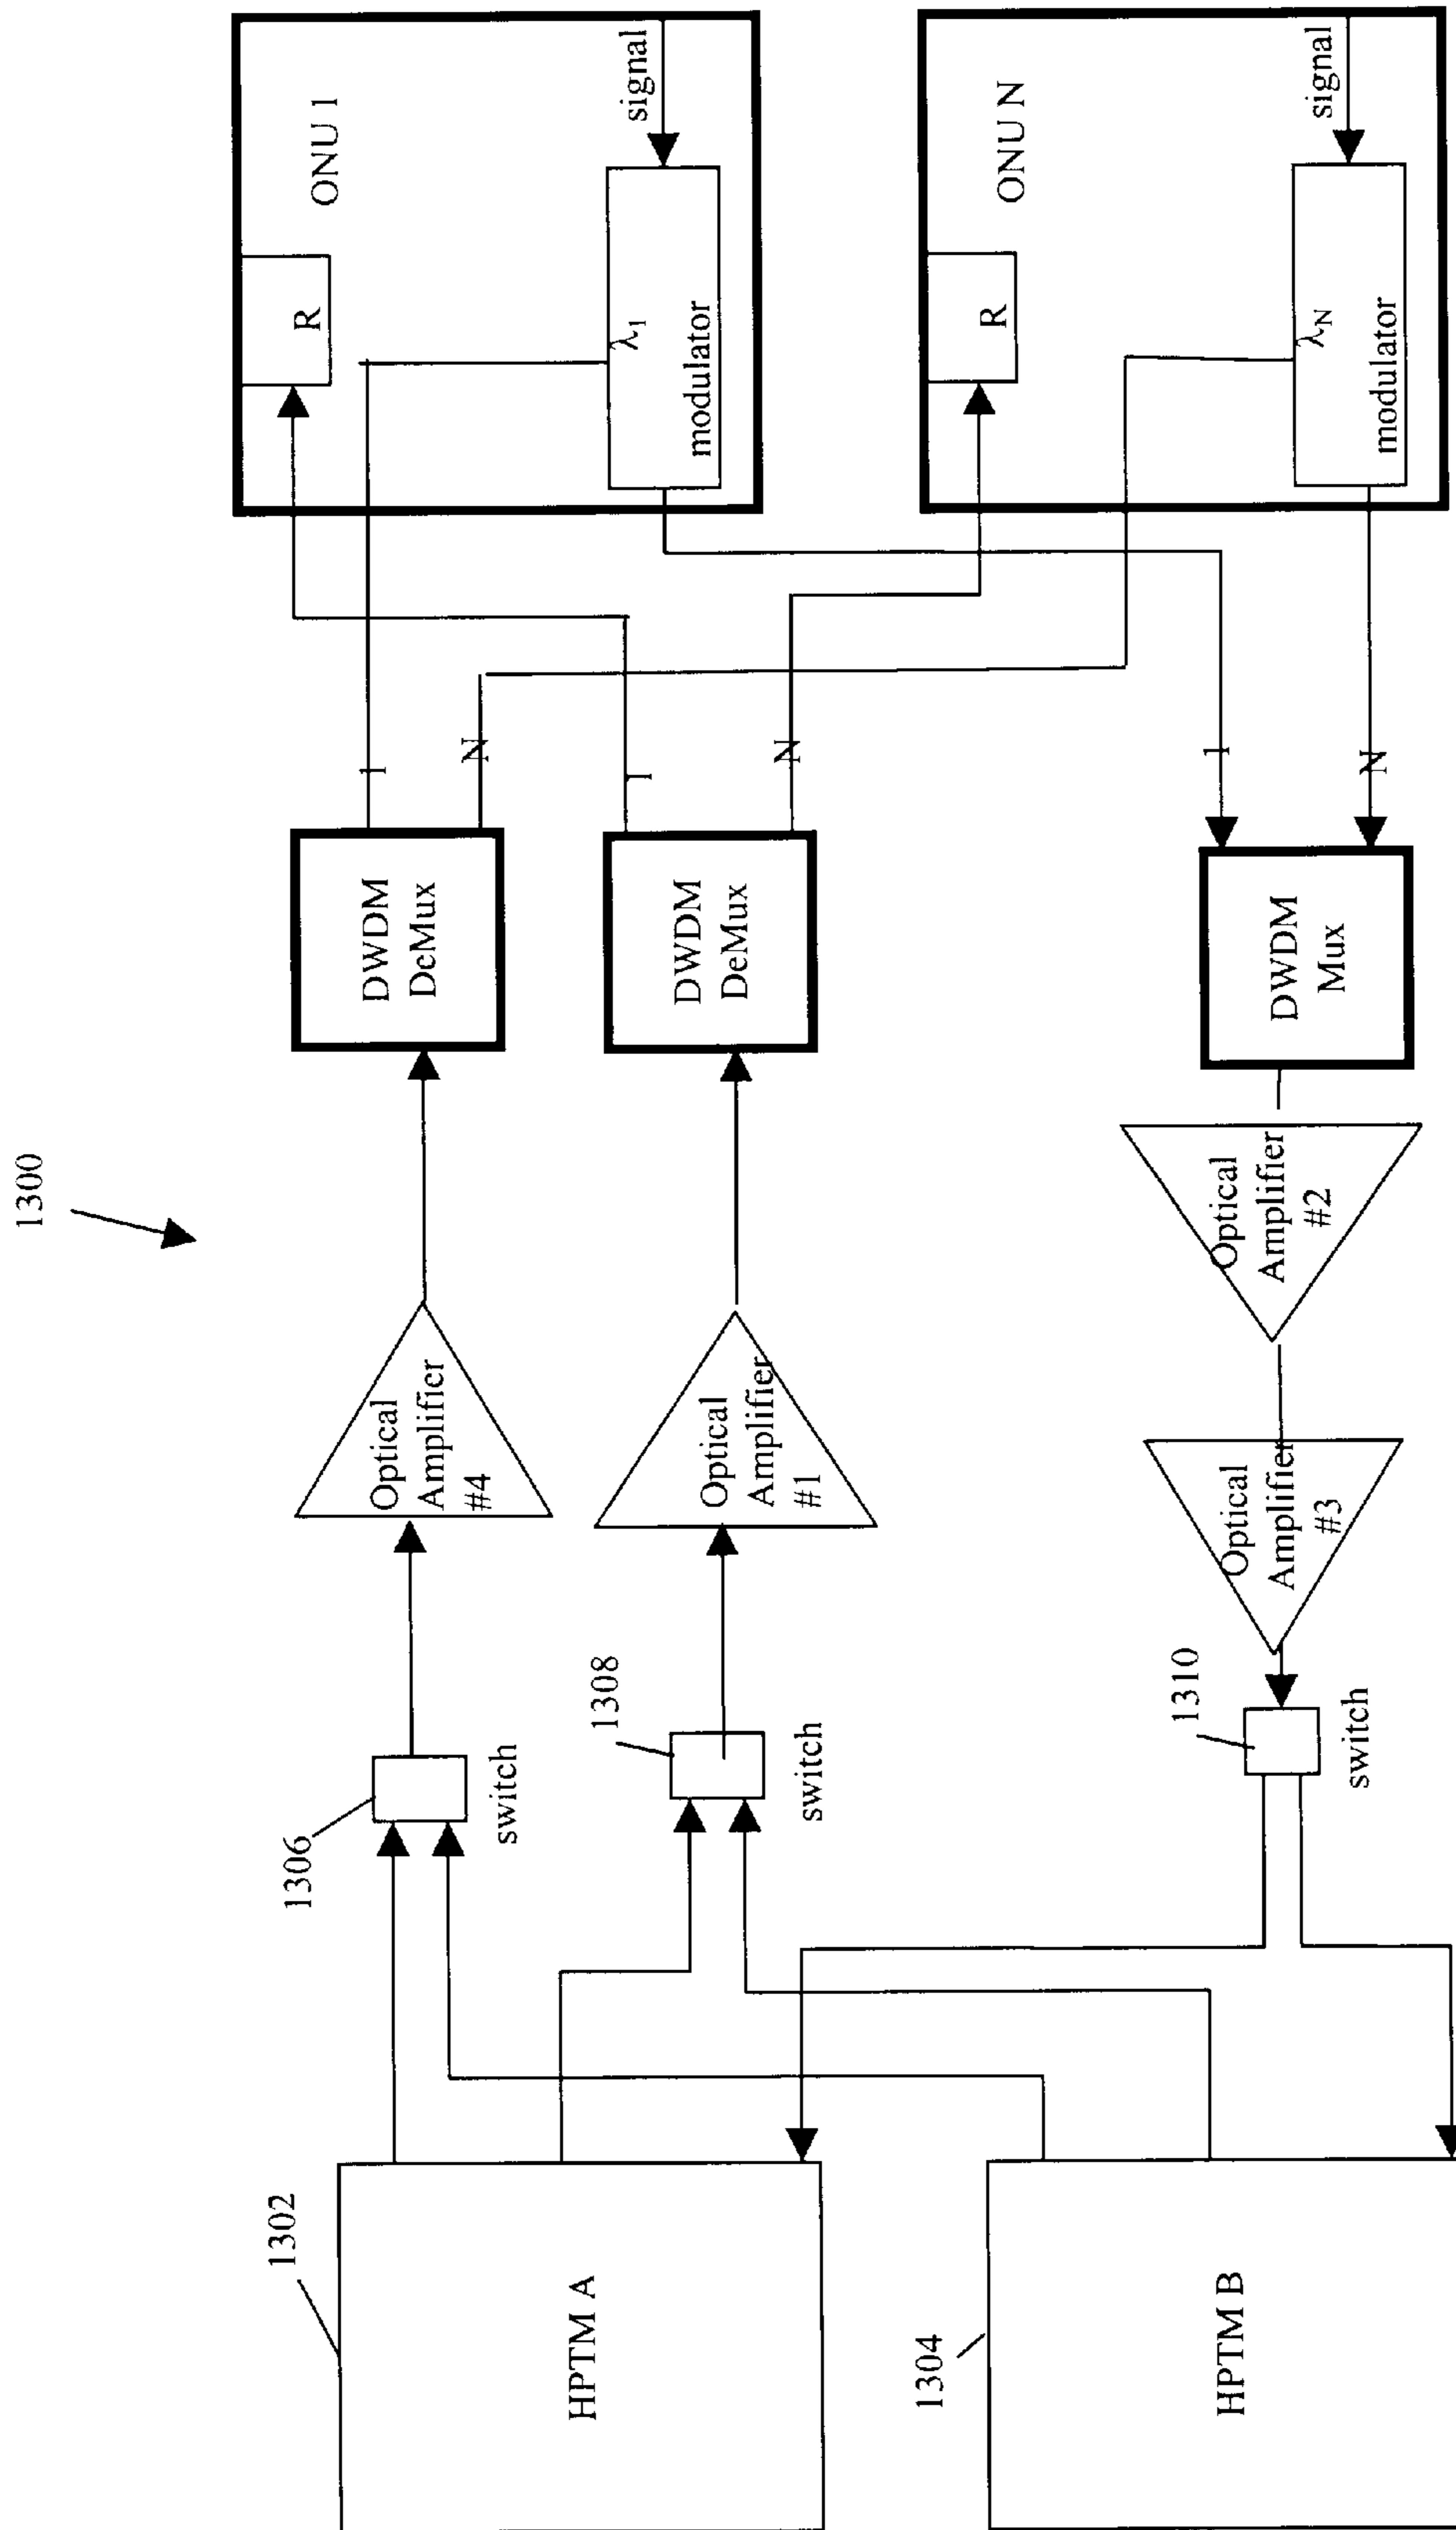 1300
1302
HPTM A
1304
HPTM B
1306
switch
1308
switch
1310
switch
Optical
Amplifier
#4
Optical
Amplifier
#1
Optical
Amplifier
#3
Optical
Amplifier
#2
DWDM
DeMux
DWDM
DeMux
DWDM
Mux
1
N
1
N
1
N
R
ONU 1
λ1
modulator
signal
R
ONU N
λN
modulator
signal